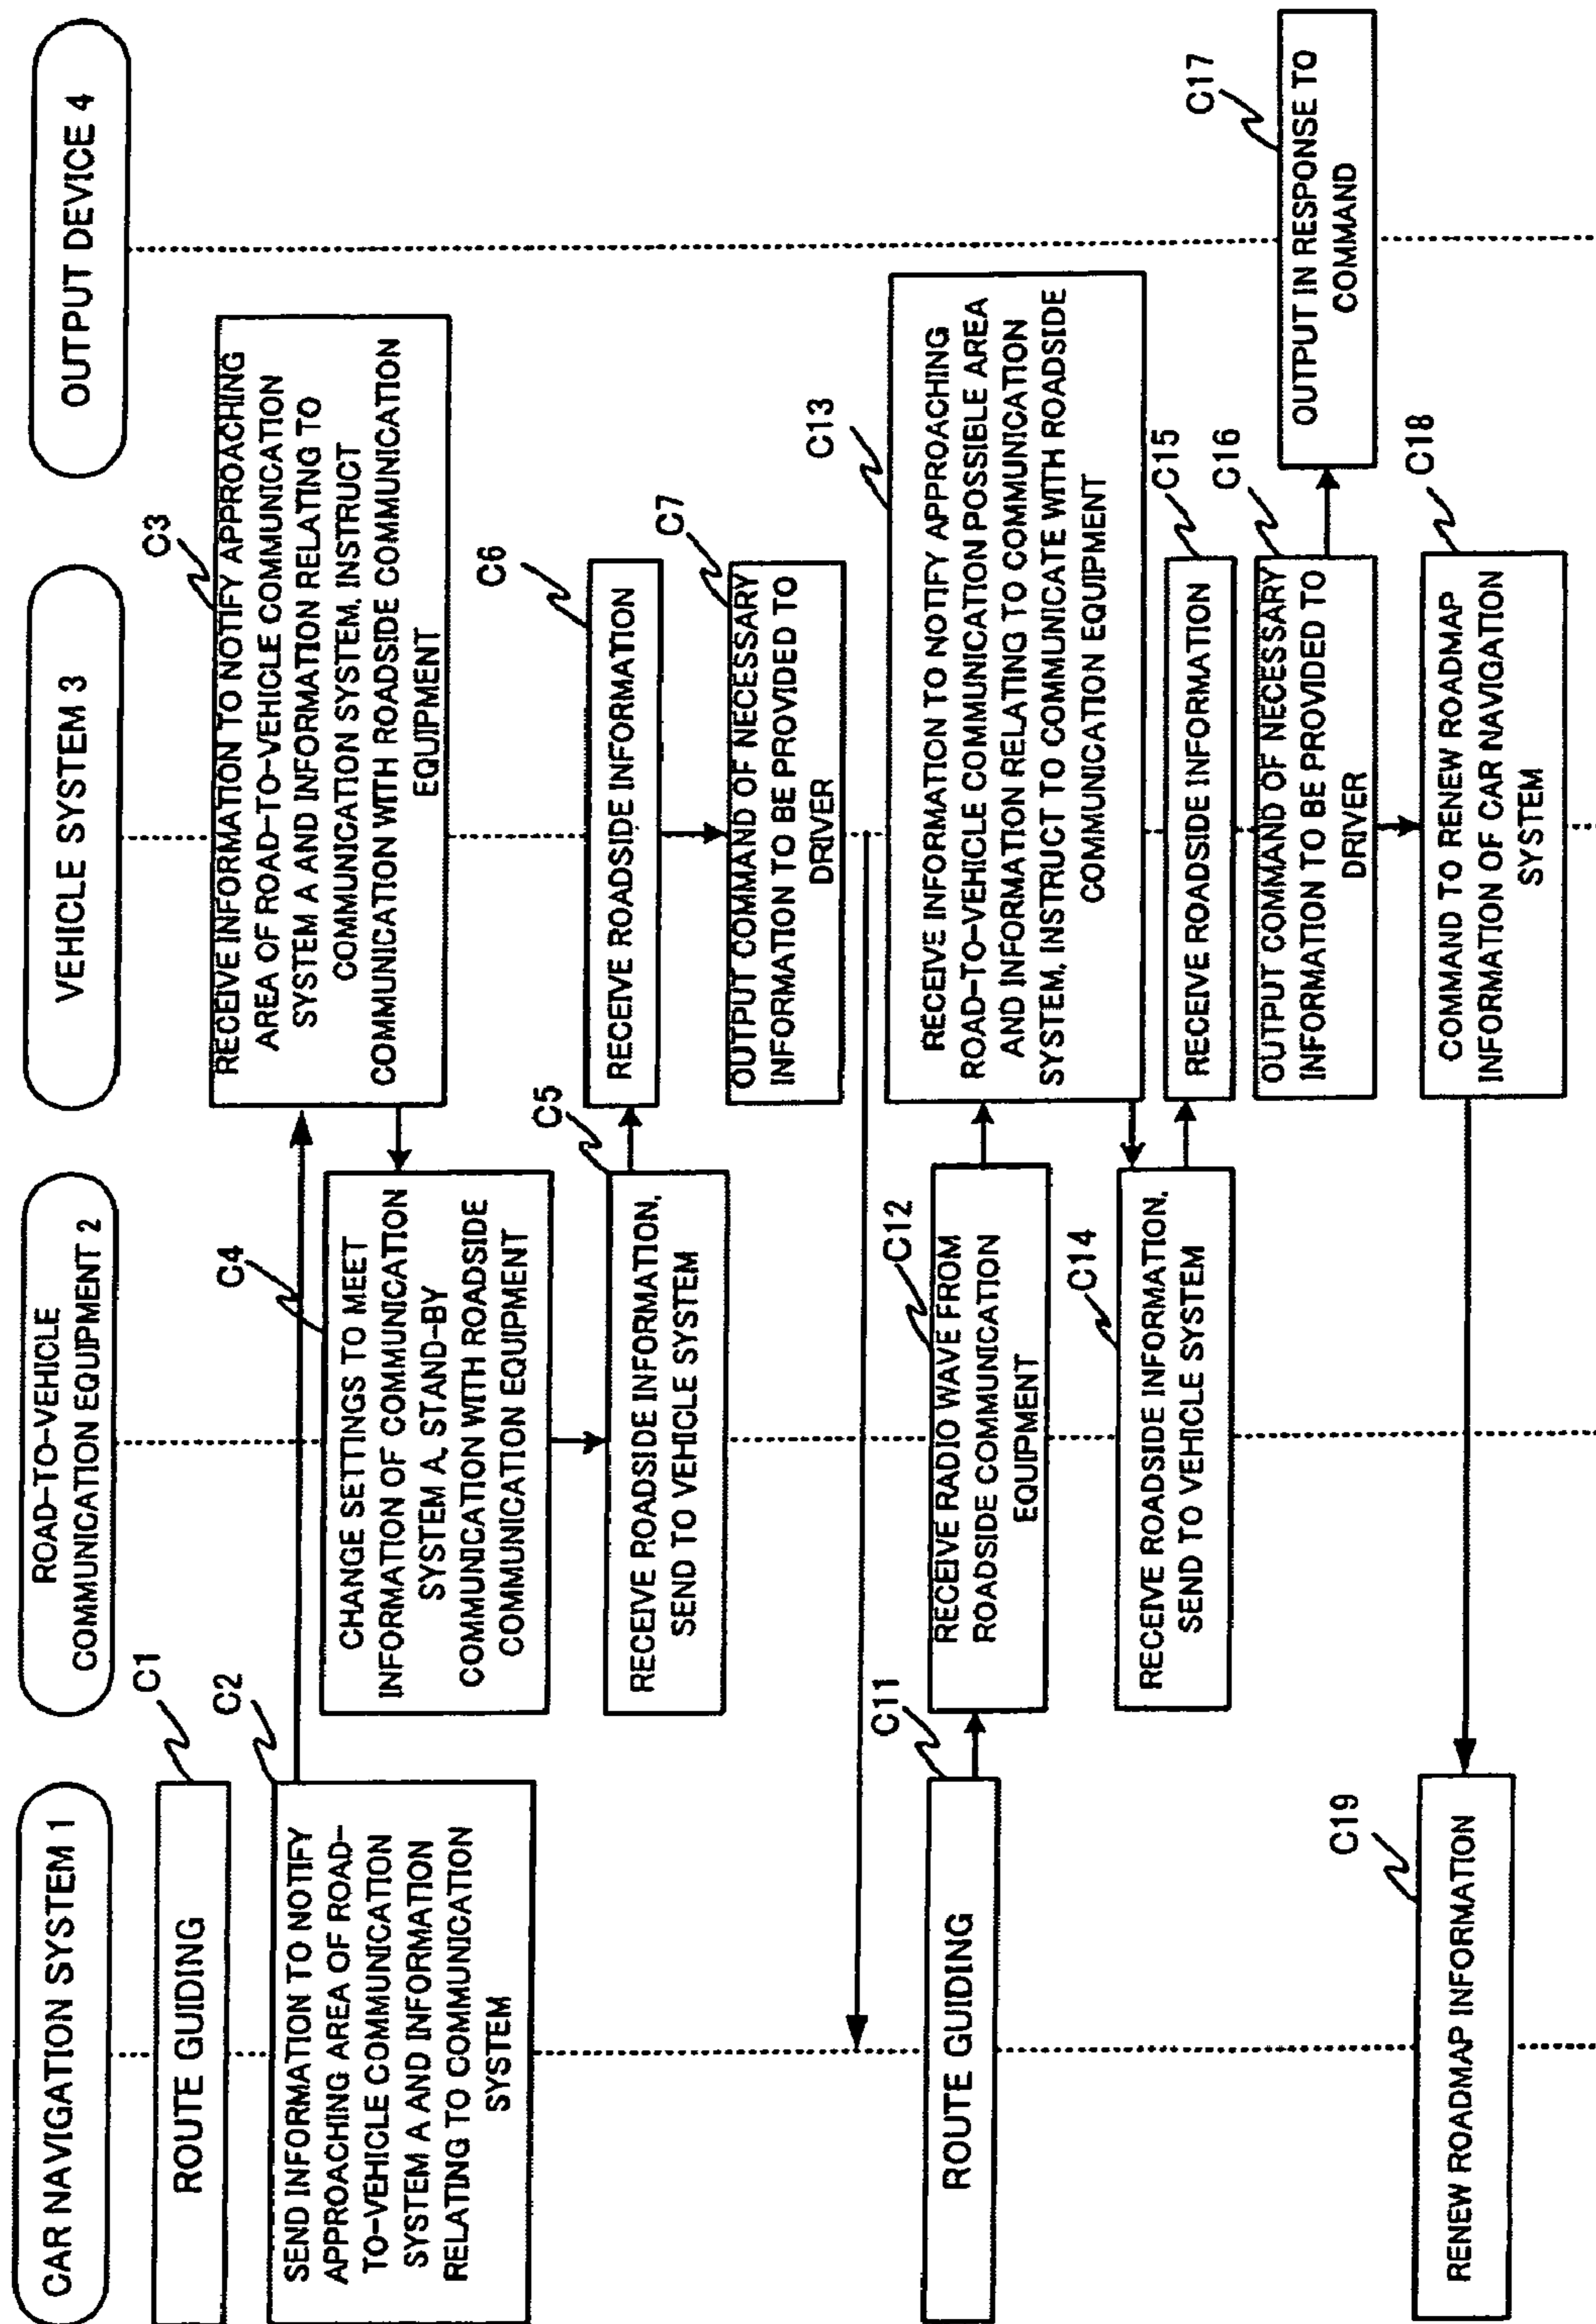 CAR NAVIGATION SYSTEM 1
ROAD-TO-VEHICLE
COMMUNICATION EQUIPMENT 2
VEHICLE SYSTEM 3
OUTPUT DEVICE 4
C1
ROUTE GUIDING
C2
SEND INFORMATION TO NOTIFY
APPROACHING AREA OF ROAD-
TO-VEHICLE COMMUNICATION
SYSTEM A AND INFORMATION
RELATING TO COMMUNICATION
SYSTEM
C3
RECEIVE INFORMATION TO NOTIFY APPROACHING
AREA OF ROAD-TO-VEHICLE COMMUNICATION
SYSTEM A AND INFORMATION RELATING TO
COMMUNICATION SYSTEM, INSTRUCT
COMMUNICATION WITH ROADSIDE COMMUNICATION
EQUIPMENT
C4
CHANGE SETTINGS TO MEET
INFORMATION OF COMMUNICATION
SYSTEM A, STAND-BY
COMMUNICATION WITH ROADSIDE
COMMUNICATION EQUIPMENT
C5
RECEIVE ROADSIDE INFORMATION,
SEND TO VEHICLE SYSTEM
C6
RECEIVE ROADSIDE INFORMATION
C7
OUTPUT COMMAND OF NECESSARY
INFORMATION TO BE PROVIDED TO
DRIVER
C11
ROUTE GUIDING
C12
RECEIVE RADIO WAVE FROM
ROADSIDE COMMUNICATION
EQUIPMENT
C13
RECEIVE INFORMATION TO NOTIFY APPROACHING
ROAD-TO-VEHICLE COMMUNICATION POSSIBLE AREA
AND INFORMATION RELATING TO COMMUNICATION
SYSTEM, INSTRUCT TO COMMUNICATE WITH ROADSIDE
COMMUNICATION EQUIPMENT
C14
RECEIVE ROADSIDE INFORMATION,
SEND TO VEHICLE SYSTEM
C15
RECEIVE ROADSIDE INFORMATION
C16
OUTPUT COMMAND OF NECESSARY
INFORMATION TO BE PROVIDED TO
DRIVER
C17
OUTPUT IN RESPONSE TO
COMMAND
C18
COMMAND TO RENEW ROADMAP
INFORMATION OF CAR NAVIGATION
SYSTEM
C19
RENEW ROADMAP INFORMATION